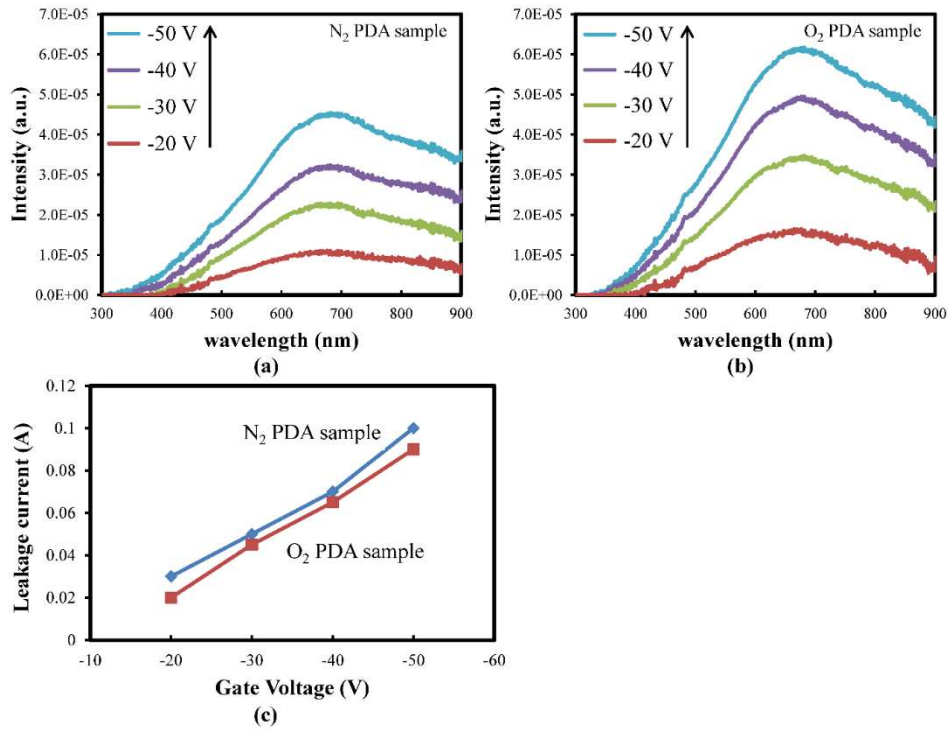 7.0E-05
6.0E-05
5.0E-05
4.0E-05
3.0E-05
2.0E-05
1.0E-05
0.0E+00
Intensity (a.u.)
-50 V
-40 V
-30 V
-20 V
N₂ PDA sample
300 400 500 600 700 800 900
wavelength (nm)
(a)
7.0E-05
6.0E-05
5.0E-05
4.0E-05
3.0E-05
2.0E-05
1.0E-05
0.0E+00
Intensity (a.u.)
-50 V
-40 V
-30 V
-20 V
O₂ PDA sample
300 400 500 600 700 800 900
wavelength (nm)
(b)
0.12
0.1
0.08
0.06
0.04
0.02
0
Leakage current (A)
N₂ PDA sample
O₂ PDA sample
-10 -20 -30 -40 -50 -60
Gate Voltage (V)
(c)